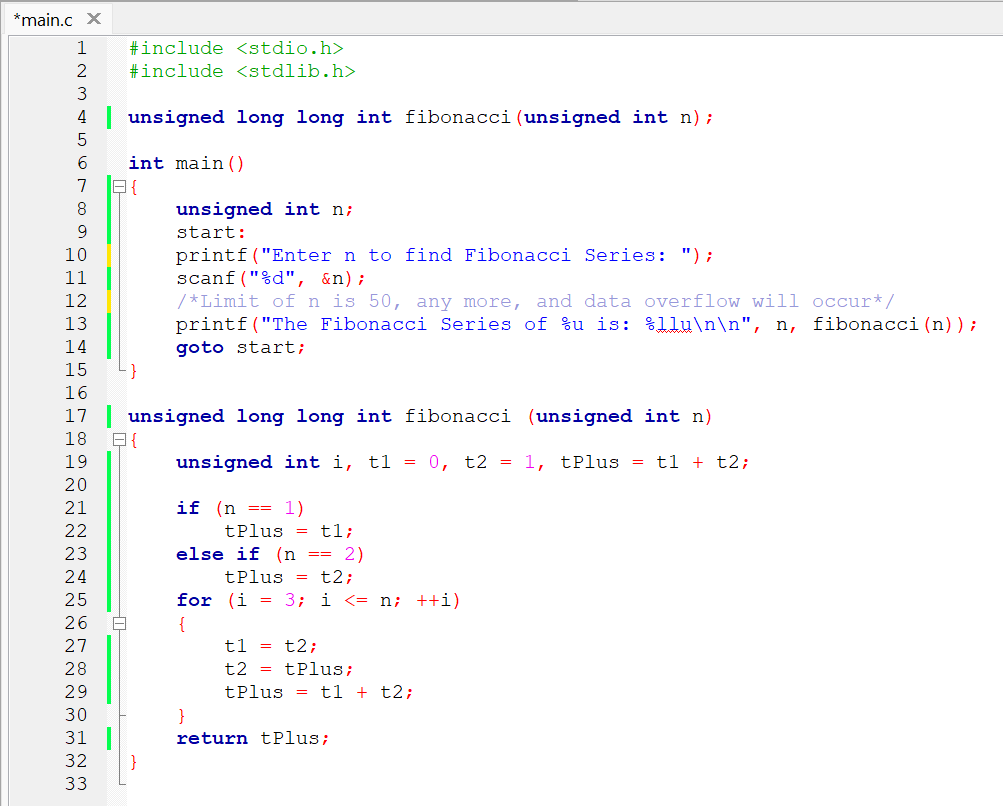 *main.c
1 #include <stdio.h>
2 #include <stdlib.h>
3
4 unsigned long long int fibonacci(unsigned int n);
5
6 int main()
7 {
8     unsigned int n;
9     start:
10     printf("Enter n to find Fibonacci Series: ");
11     scanf("%d", &n);
12     /*Limit of n is 50, any more, and data overflow will occur*/
13     printf("The Fibonacci Series of %u is: %llu\n\n", n, fibonacci(n));
14     goto start;
15 }
16
17 unsigned long long int fibonacci (unsigned int n)
18 {
19     unsigned int i, t1 = 0, t2 = 1, tPlus = t1 + t2;
20
21     if (n == 1)
22         tPlus = t1;
23     else if (n == 2)
24         tPlus = t2;
25     for (i = 3; i <= n; ++i)
26     {
27         t1 = t2;
28         t2 = tPlus;
29         tPlus = t1 + t2;
30     }
31     return tPlus;
32 }
33